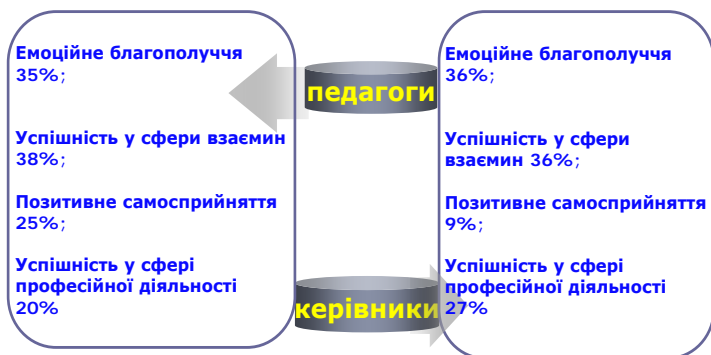 Емоційне благополуччя
35%;
Успішність у сфери взаємин
38%;
Позитивне самосприйняття
25%;
Успішність у сфері
професійної діяльності
20%
педагоги
керівники
Емоційне благополуччя
36%;
Успішність у сфери
взаємин 36%;
Позитивне самосприйняття
9%;
Успішність у сфері
професійної діяльності
27%